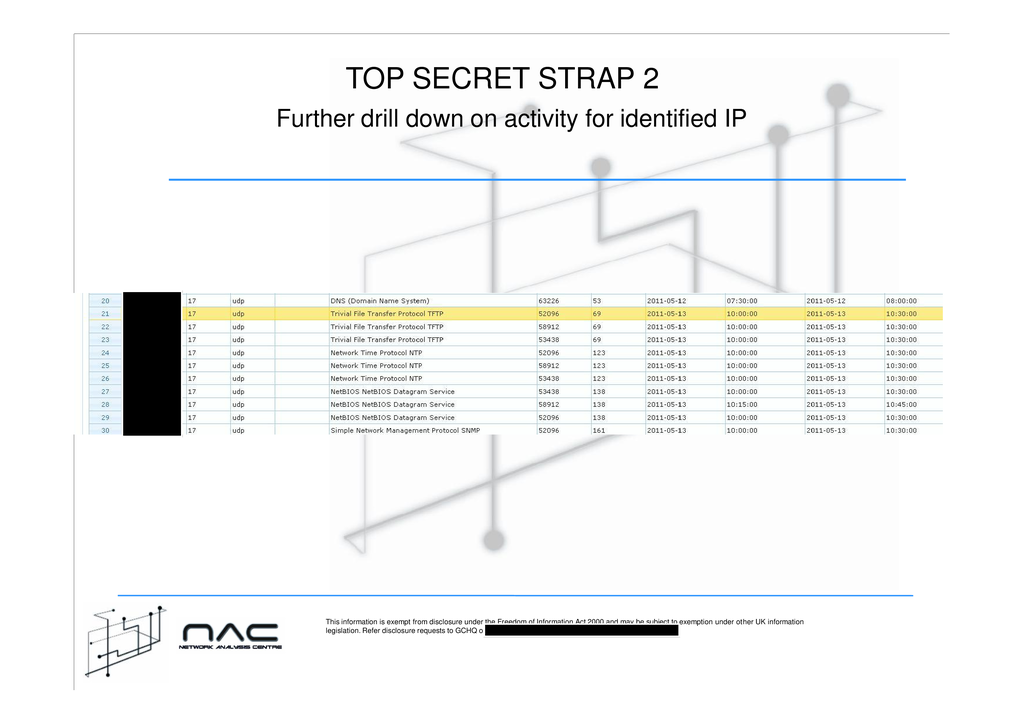 TOP SECRET STRAP 2
Further drill down on activity for identified IP
20 17 udp DNS (Domain Name System) 63226 53 2011-05-12 07:30:00 2011-05-12 08:00:00
21 17 udp Trivial File Transfer Protocol TFTP 52096 69 2011-05-13 10:00:00 2011-05-13 10:30:00
22 17 udp Trivial File Transfer Protocol TFTP 58912 69 2011-05-13 10:00:00 2011-05-13 10:30:00
23 17 udp Trivial File Transfer Protocol TFTP 53438 69 2011-05-13 10:00:00 2011-05-13 10:30:00
24 17 udp Network Time Protocol NTP 52096 123 2011-05-13 10:00:00 2011-05-13 10:30:00
25 17 udp Network Time Protocol NTP 58912 123 2011-05-13 10:00:00 2011-05-13 10:30:00
26 17 udp Network Time Protocol NTP 53438 123 2011-05-13 10:00:00 2011-05-13 10:30:00
27 17 udp NetBIOS NetBIOS Datagram Service 53438 138 2011-05-13 10:00:00 2011-05-13 10:30:00
28 17 udp NetBIOS NetBIOS Datagram Service 58912 138 2011-05-13 10:15:00 2011-05-13 10:45:00
29 17 udp NetBIOS NetBIOS Datagram Service 52096 138 2011-05-13 10:00:00 2011-05-13 10:30:00
30 17 udp Simple Network Management Protocol SNMP 52096 161 2011-05-13 10:00:00 2011-05-13 10:30:00
NAC
NETWORK ANALYSIS CENTRE
This information is exempt from disclosure under the Freedom of Information Act 2000 and may be subject to exemption under other UK information
legislation. Refer disclosure requests to GCHQ o